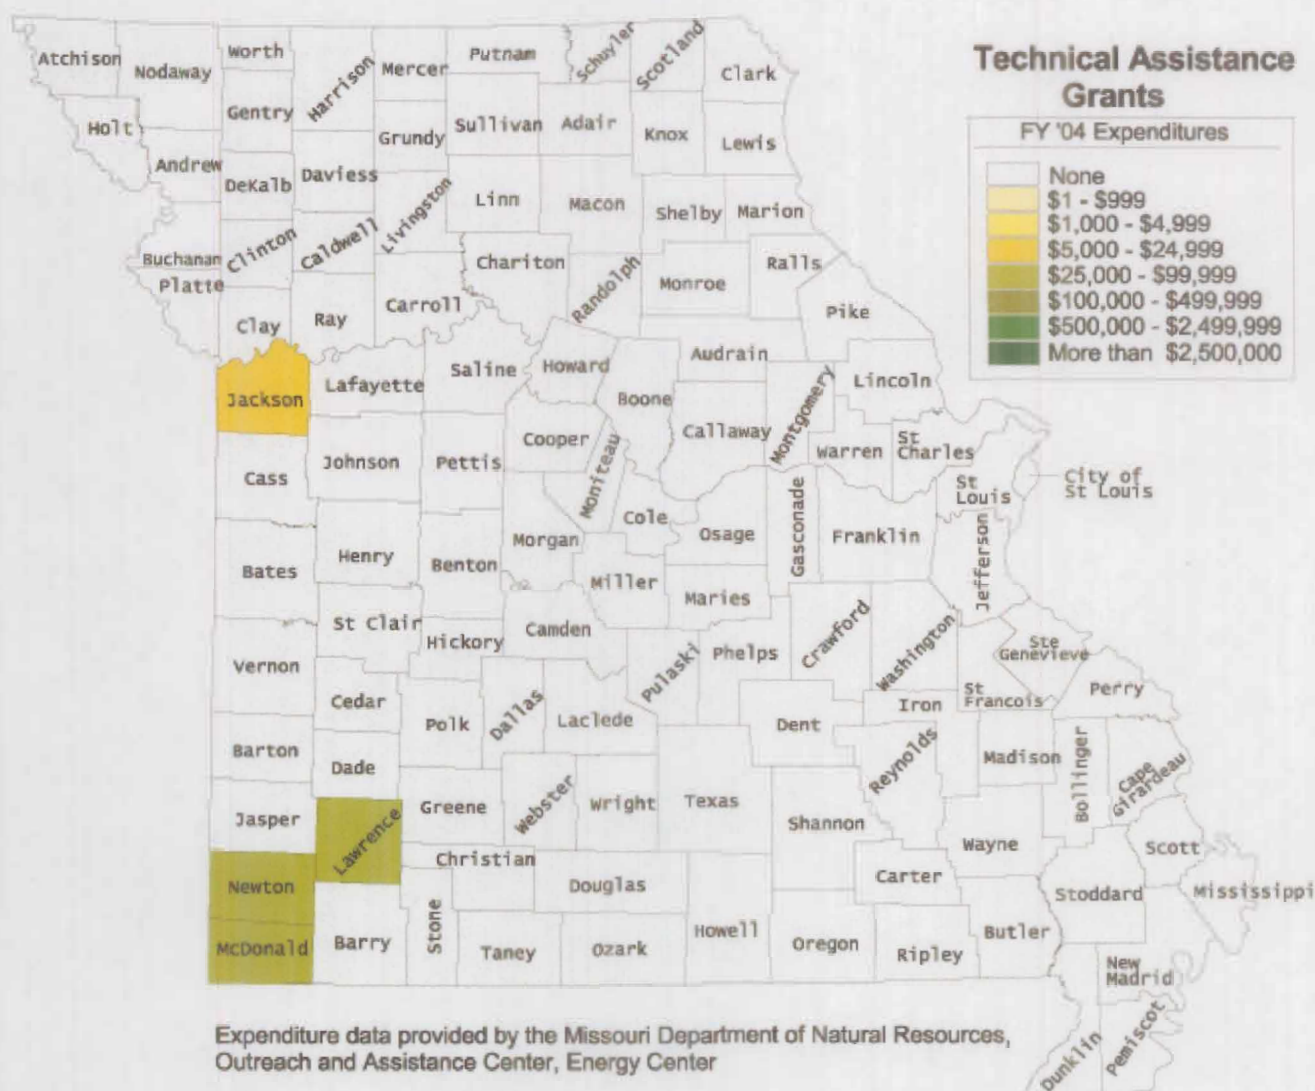 Technical Assistance
Grants
FY '04 Expenditures
None
$1 - $999
$1,000 - $4,999
$5,000 - $24,999
$25,000 - $99,999
$100,000 - $499,999
$500,000 - $2,499,999
More than $2,500,000
Atchison
Nodaway
Worth
Harrison
Mercer
Putnam
Schuyler
Scotland
Clark
Holt
Gentry
Grundy
Sullivan
Adair
Knox
Lewis
Andrew
DeKalb
Daviess
Livingston
Linn
Macon
Shelby
Marion
Buchanan
Clinton
Caldwell
Chariton
Randolph
Monroe
Ralls
Platte
Clay
Ray
Carroll
Pike
Jackson
Lafayette
Saline
Howard
Boone
Audrain
Montgomery
Lincoln
Callaway
Cooper
Moniteau
Warren
St
Charles
Cass
Johnson
Pettis
St
Louis
City of
St Louis
Cole
Osage
Gasconade
Franklin
Jefferson
Bates
Henry
Benton
Morgan
Miller
Maries
St Clair
Hickory
Camden
Pulaski
Phelps
Crawford
Washington
Ste
Genevieve
Vernon
Cedar
Polk
Dallas
Laclede
Dent
Iron
St
Francois
Perry
Barton
Dade
Reynolds
Madison
Bollinger
Cape
Girardeau
Jasper
Lawrence
Greene
Webster
Wright
Texas
Shannon
Wayne
Scott
Newton
Christian
Douglas
Carter
Stoddard
Mississippi
McDonald
Barry
Stone
Taney
Ozark
Howell
Oregon
Ripley
Butler
New
Madrid
Dunklin
Pemiscot
Expenditure data provided by the Missouri Department of Natural Resources,
Outreach and Assistance Center, Energy Center